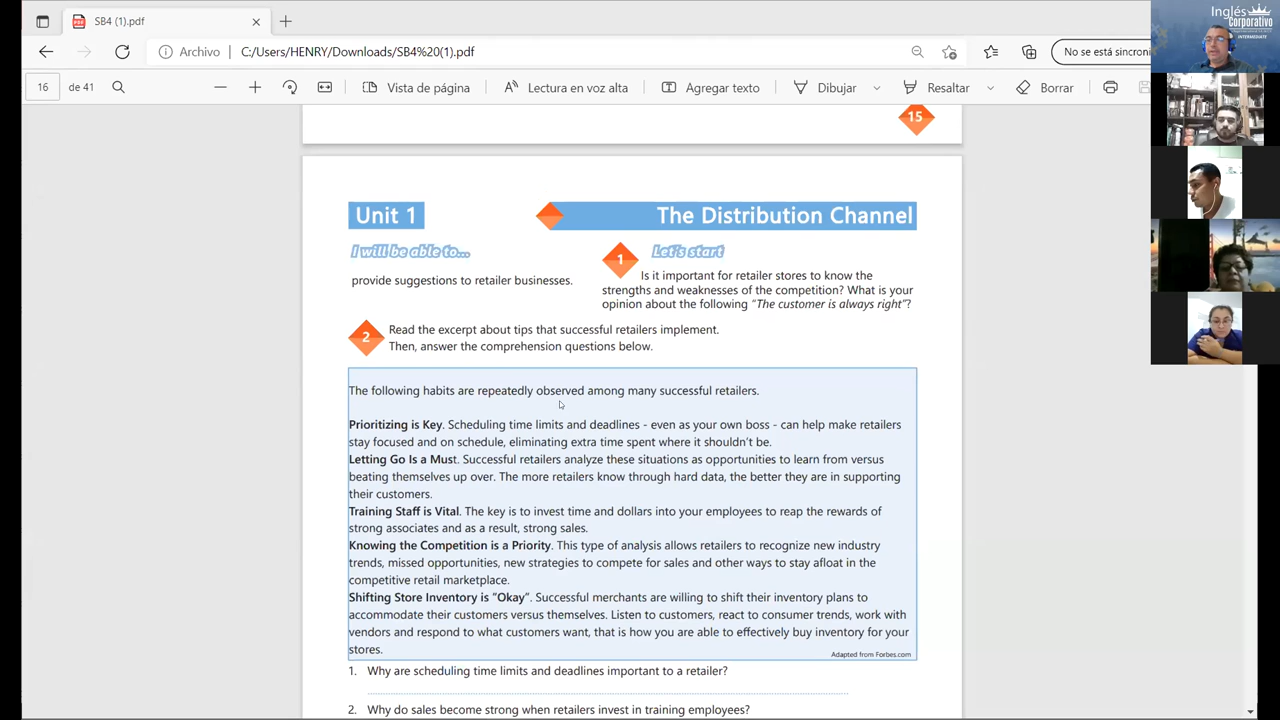 SB4 (1).pdf
Archivo
C:/Users/HENRY/Downloads/SB4%20(1).pdf
No se está sincroni
16
de 41
Vista de página
Lectura en voz alta
Agregar texto
Dibujar
Resaltar
Borrar
Inglés
Corporativo
INTERMEDIATE
15
Unit 1
The Distribution Channel
I will be able to...
provide suggestions to retailer businesses.
1
Let's start
Is it important for retailer stores to know the
strengths and weaknesses of the competition? What is your
opinion about the following “The customer is always right”?
2
Read the excerpt about tips that successful retailers implement.
Then, answer the comprehension questions below.
The following habits are repeatedly observed among many successful retailers.
Prioritizing is Key. Scheduling time limits and deadlines - even as your own boss - can help make retailers
stay focused and on schedule, eliminating extra time spent where it shouldn't be.
Letting Go Is a Must. Successful retailers analyze these situations as opportunities to learn from versus
beating themselves up over. The more retailers know through hard data, the better they are in supporting
their customers.
Training Staff is Vital. The key is to invest time and dollars into your employees to reap the rewards of
strong associates and as a result, strong sales.
Knowing the Competition is a Priority. This type of analysis allows retailers to recognize new industry
trends, missed opportunities, new strategies to compete for sales and other ways to stay afloat in the
competitive retail marketplace.
Shifting Store Inventory is “Okay”. Successful merchants are willing to shift their inventory plans to
accommodate their customers versus themselves. Listen to customers, react to consumer trends, work with
vendors and respond to what customers want, that is how you are able to effectively buy inventory for your
stores.
Adapted from Forbes.com
1. Why are scheduling time limits and deadlines important to a retailer?
2. Why do sales become strong when retailers invest in training employees?